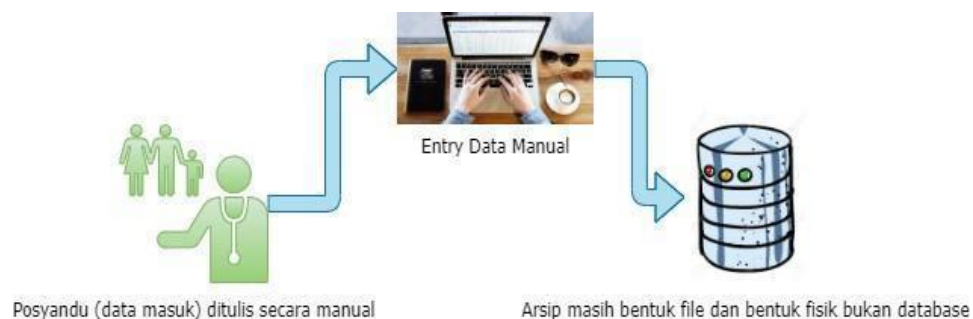 Entry Data Manual
Posyandu (data masuk) ditulis secara manual
Arsip masih bentuk file dan bentuk fisik bukan database